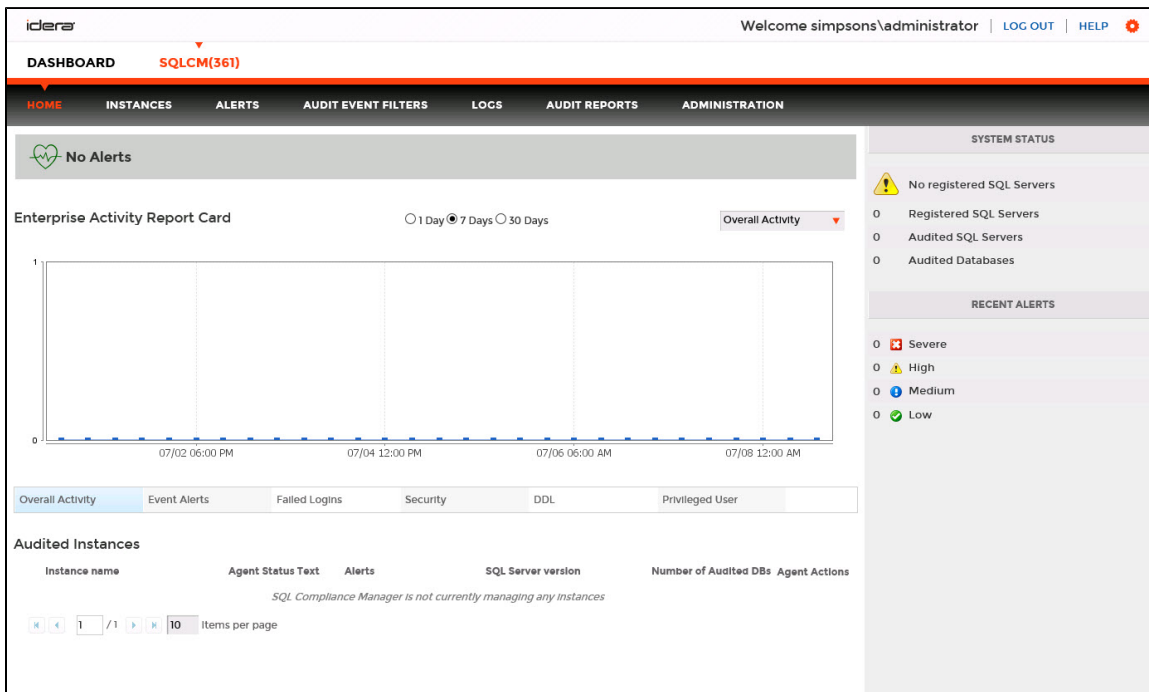 idera
Welcome simpsons\administrator | LOG OUT | HELP
DASHBOARD SQLCM(361)
HOME INSTANCES ALERTS AUDIT EVENT FILTERS LOGS AUDIT REPORTS ADMINISTRATION
No Alerts
Enterprise Activity Report Card
1 Day 7 Days 30 Days
Overall Activity
1
0
07/02 06:00 PM 07/04 12:00 PM 07/06 06:00 AM 07/08 12:00 AM
Overall Activity Event Alerts Failed Logins Security DDL Privileged User
Audited Instances
Instance name Agent Status Text Alerts SQL Server version Number of Audited DBs Agent Actions
SQL Compliance Manager is not currently managing any instances
1 / 1 10 Items per page
SYSTEM STATUS
No registered SQL Servers
0 Registered SQL Servers
0 Audited SQL Servers
0 Audited Databases
RECENT ALERTS
0 Severe
0 High
0 Medium
0 Low